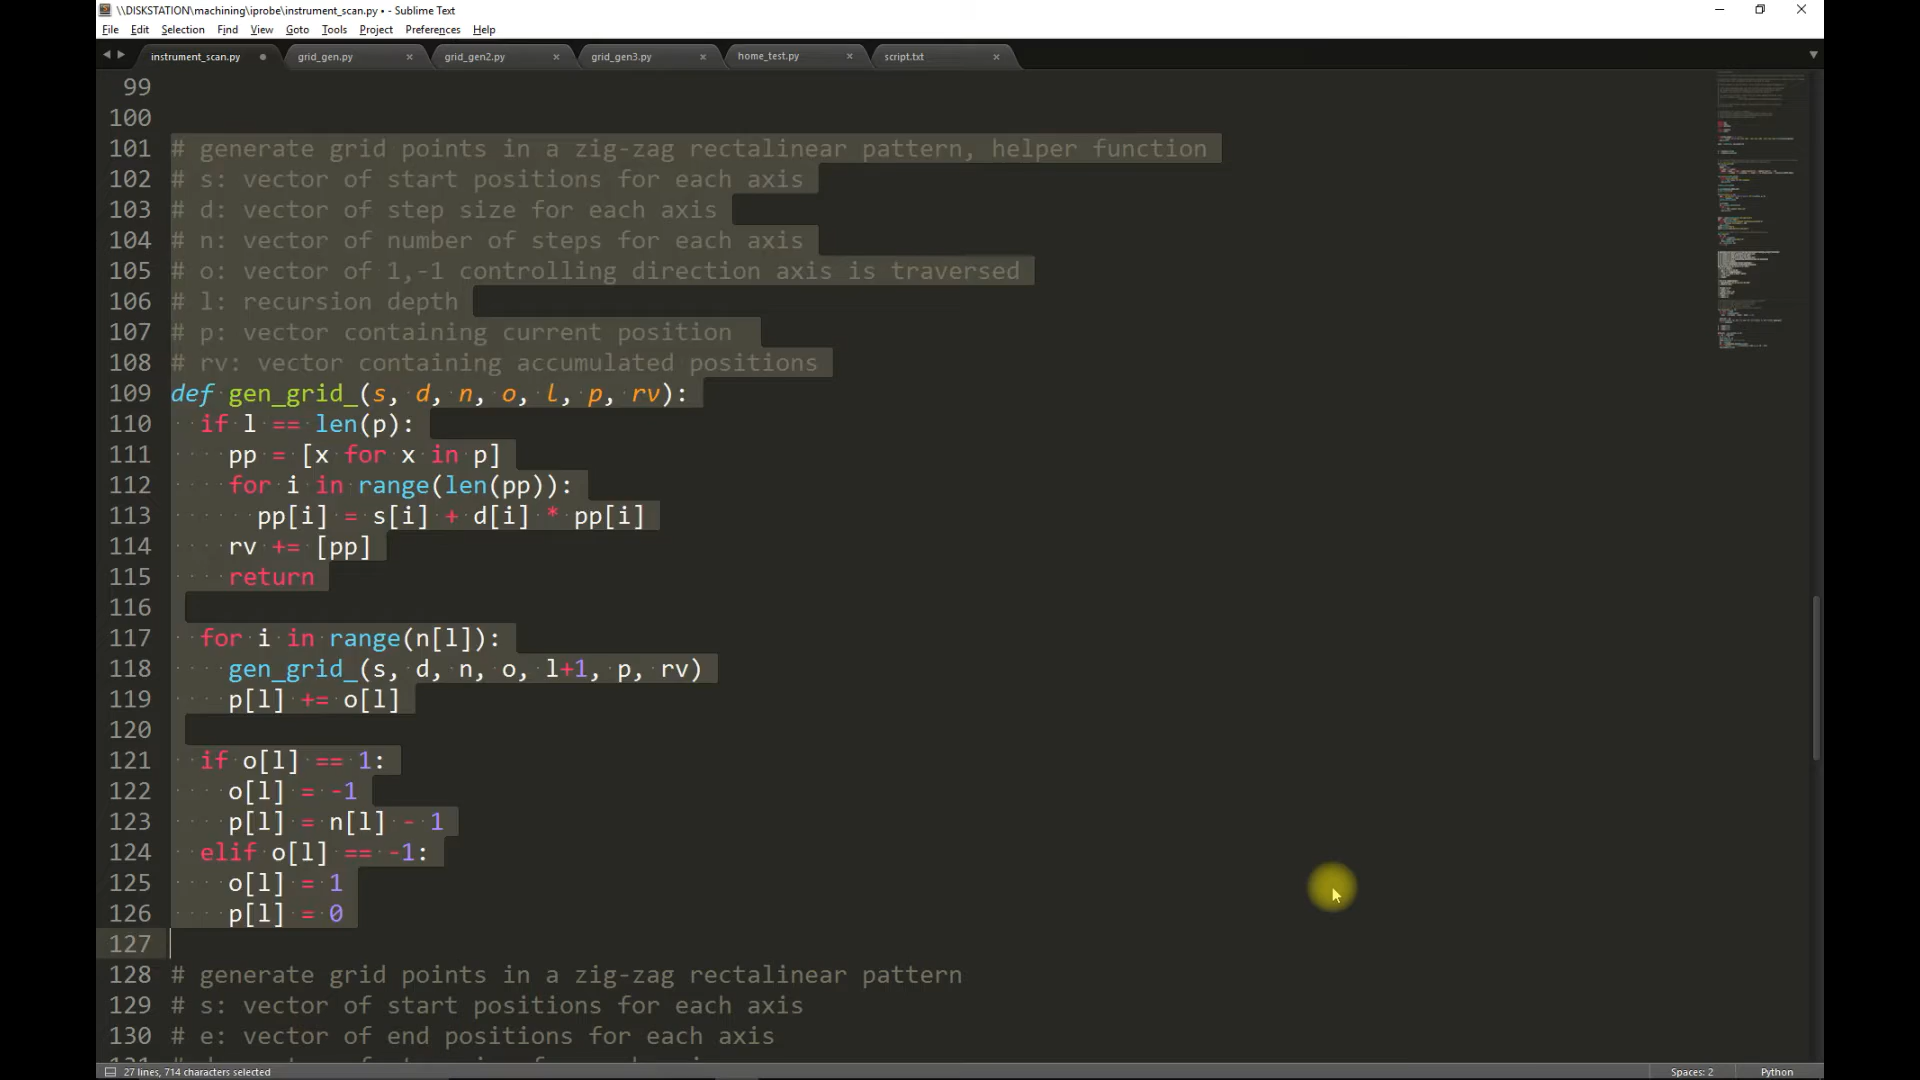 \\DISKSTATION\machining\iprobe\instrument_scan.py • - Sublime Text
File Edit Selection Find View Goto Tools Project Preferences Help
instrument_scan.py grid_gen.py grid_gen2.py grid_gen3.py home_test.py script.txt
99
100
101 # generate grid points in a zig-zag rectalinear pattern, helper function
102 # s: vector of start positions for each axis
103 # d: vector of step size for each axis
104 # n: vector of number of steps for each axis
105 # o: vector of 1,-1 controlling direction axis is traversed
106 # l: recursion depth
107 # p: vector containing current position
108 # rv: vector containing accumulated positions
109 def gen_grid_(s, d, n, o, l, p, rv):
110   if l == len(p):
111     pp = [x for x in p]
112     for i in range(len(pp)):
113       pp[i] = s[i] + d[i] * pp[i]
114     rv += [pp]
115     return
116
117   for i in range(n[l]):
118     gen_grid_(s, d, n, o, l+1, p, rv)
119     p[l] += o[l]
120
121   if o[l] == 1:
122     o[l] = -1
123     p[l] = n[l] - 1
124   elif o[l] == -1:
125     o[l] = 1
126     p[l] = 0
127
128 # generate grid points in a zig-zag rectalinear pattern
129 # s: vector of start positions for each axis
130 # e: vector of end positions for each axis
27 lines, 714 characters selected Spaces: 2 Python